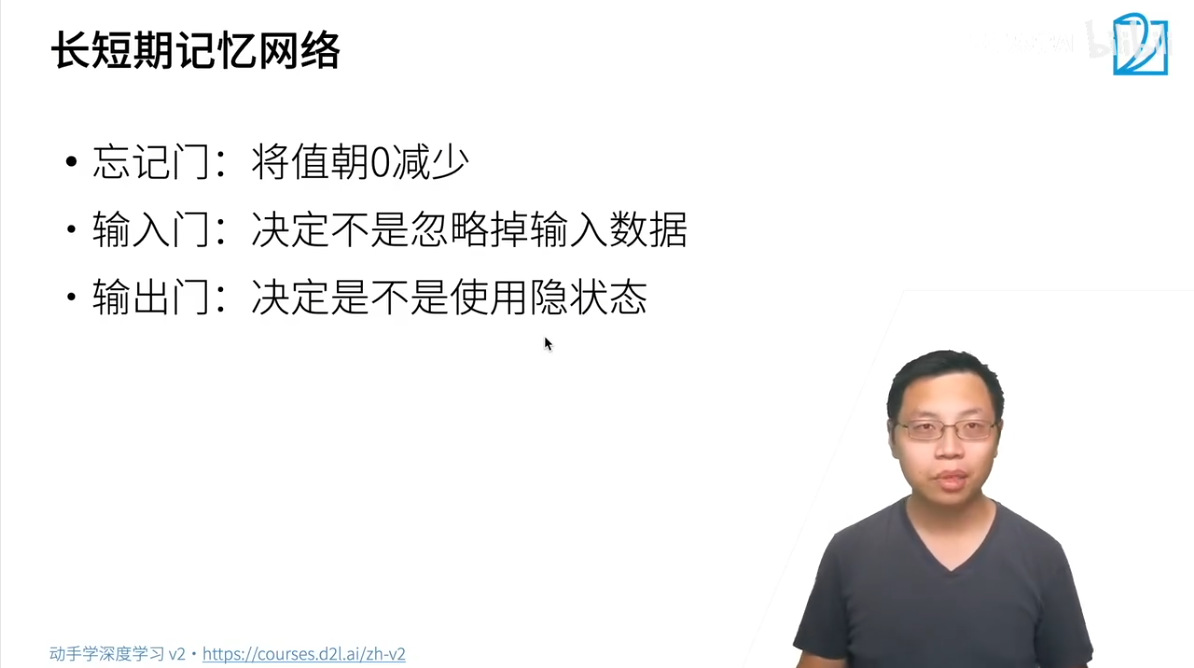 长短期记忆网络
• 忘记门：将值朝0减少
• 输入门：决定不是忽略掉输入数据
• 输出门：决定是不是使用隐状态
动手学深度学习 v2 • https://courses.d2l.ai/zh-v2